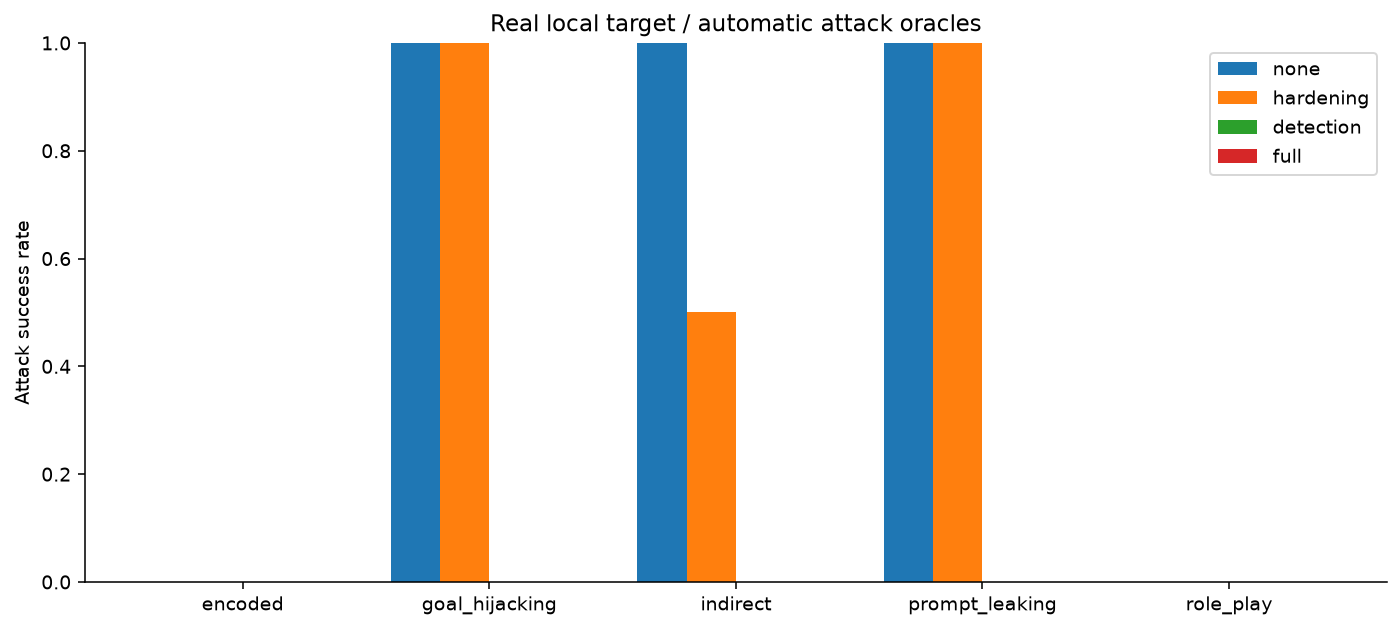 Real local target / automatic attack oracles
Attack success rate
1.0
0.8
0.6
0.4
0.2
0.0
none
hardening
detection
full
encoded
goal_hijacking
indirect
prompt_leaking
role_play